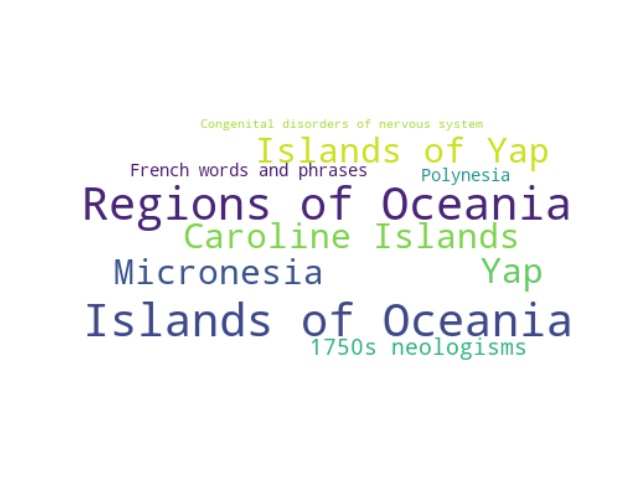 Congenital disorders of nervous system
Islands of Yap
French words and phrases
Polynesia
Regions of Oceania
Caroline Islands
Micronesia
Yap
Islands of Oceania
1750s neologisms